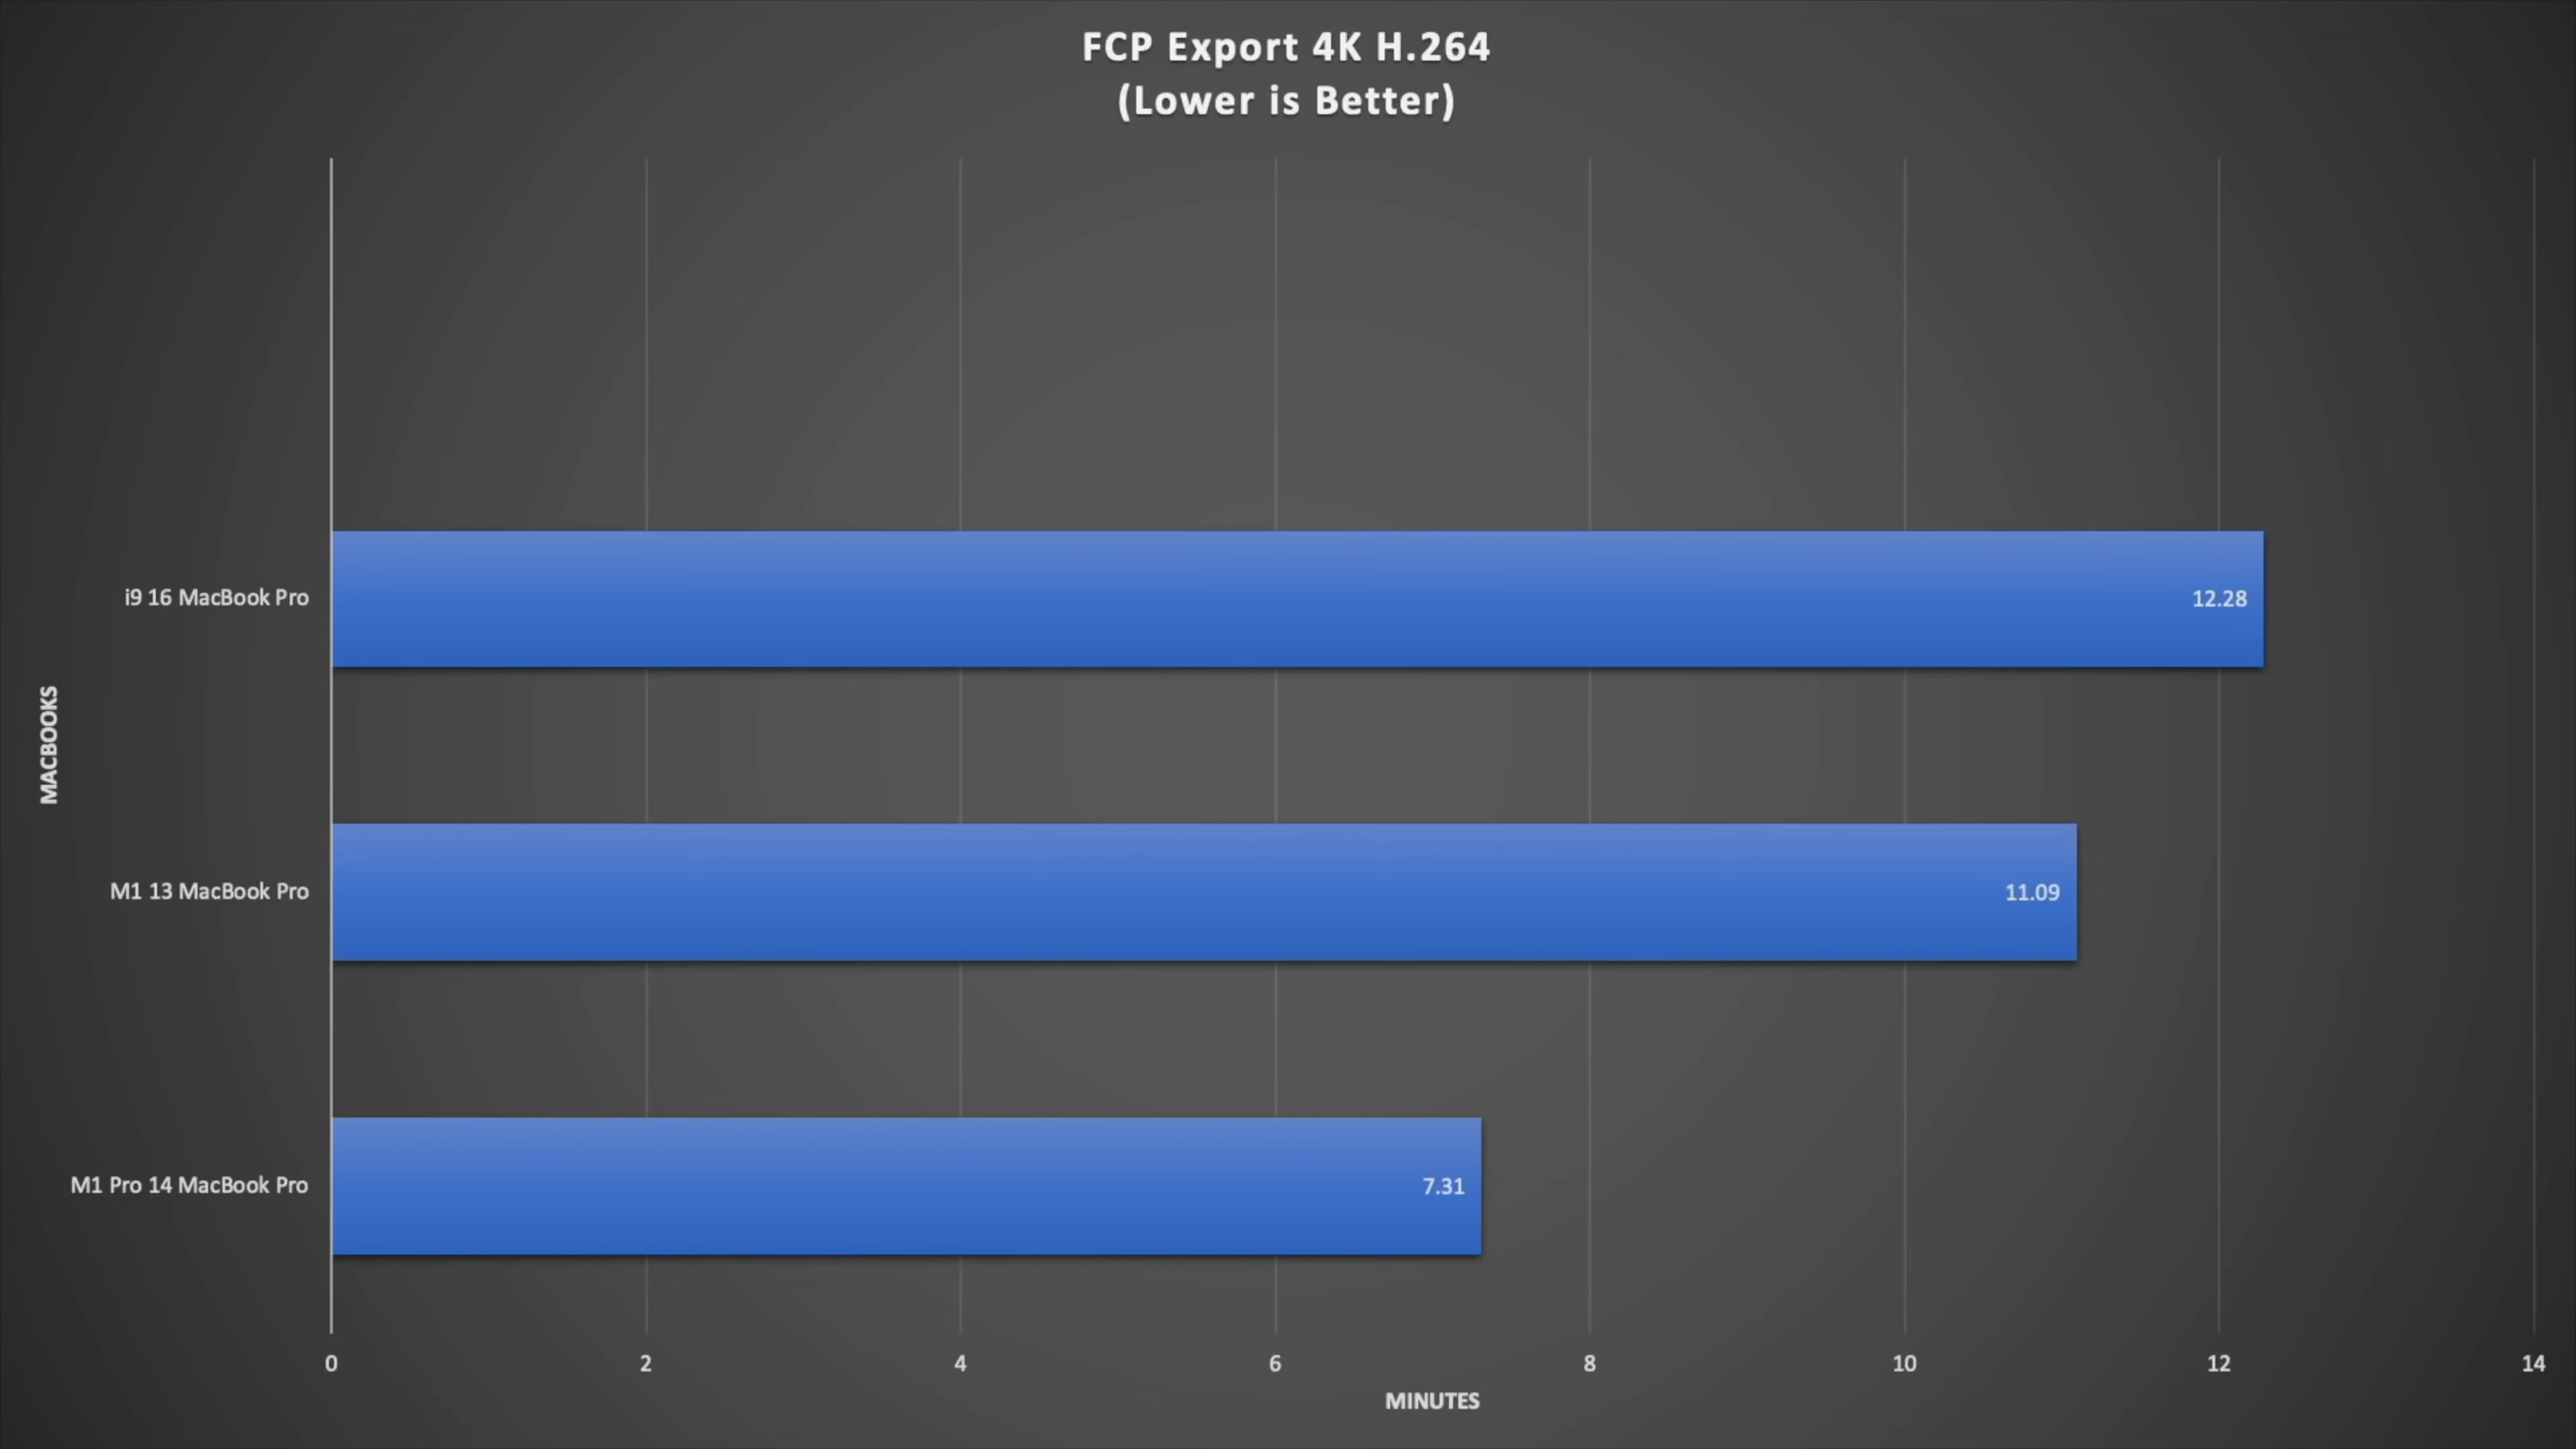 FCP Export 4K H.264
(Lower is Better)
i9 16 MacBook Pro
12.28
MACBOOKS
M1 13 MacBook Pro
11.09
M1 Pro 14 MacBook Pro
7.31
0 2 4 6 8 10 12 14
MINUTES